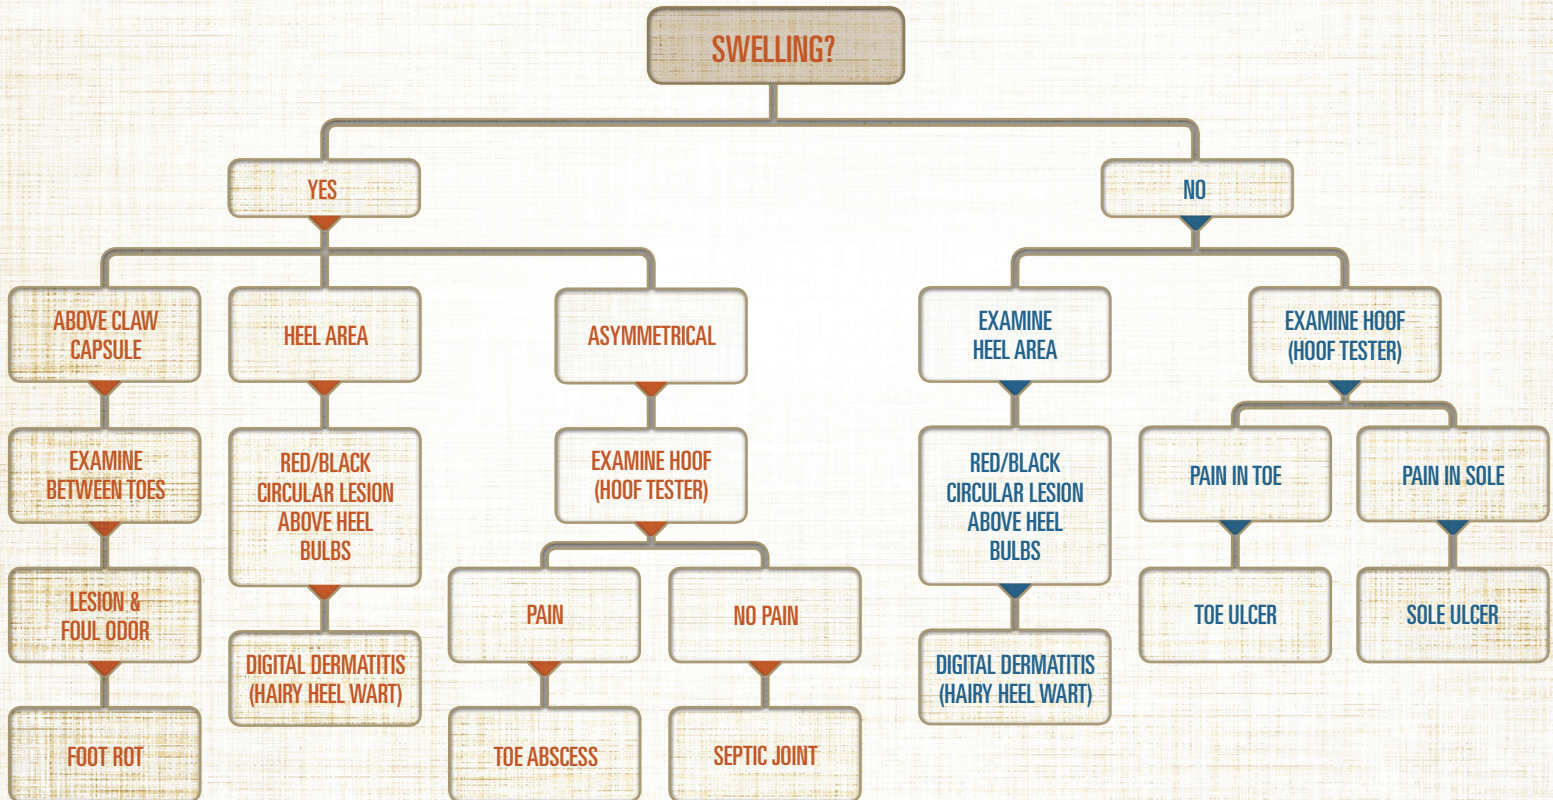 SWELLING?
YES
NO
ABOVE CLAW
CAPSULE
HEEL AREA
ASYMMETRICAL
EXAMINE
HEEL AREA
EXAMINE HOOF
(HOOF TESTER)
EXAMINE
BETWEEN TOES
RED/BLACK
CIRCULAR LESION
ABOVE HEEL
BULBS
EXAMINE HOOF
(HOOF TESTER)
RED/BLACK
CIRCULAR LESION
ABOVE HEEL
BULBS
PAIN IN TOE
PAIN IN SOLE
LESION &
FOUL ODOR
PAIN
NO PAIN
TOE ULCER
SOLE ULCER
DIGITAL DERMATITIS
(HAIRY HEEL WART)
DIGITAL DERMATITIS
(HAIRY HEEL WART)
FOOT ROT
TOE ABSCESS
SEPTIC JOINT